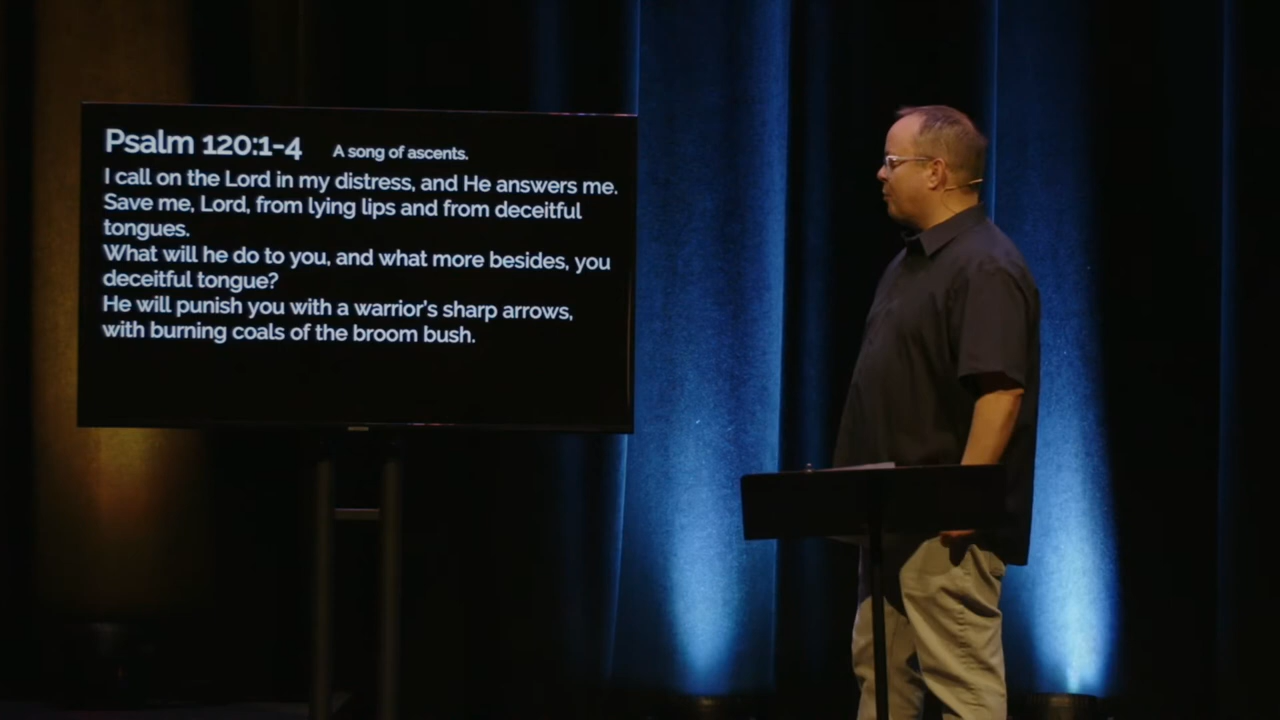 Psalm 120:1-4 A song of ascents.
I call on the Lord in my distress, and He answers me.
Save me, Lord, from lying lips and from deceitful
tongues.
What will he do to you, and what more besides, you
deceitful tongue?
He will punish you with a warrior's sharp arrows,
with burning coals of the broom bush.